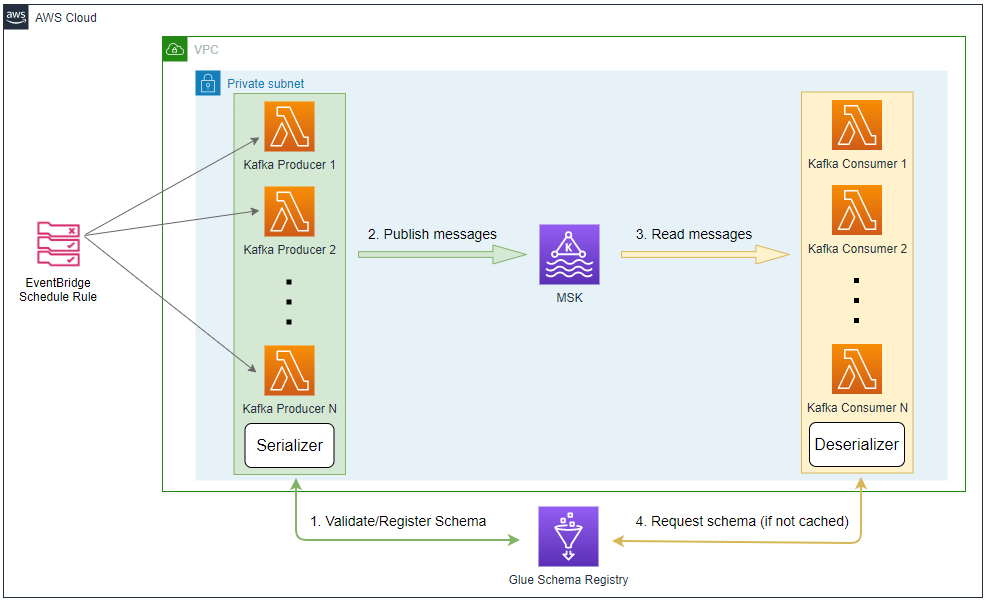 aws
AWS Cloud
VPC
Private subnet
Kafka Producer 1
Kafka Producer 2
Kafka Producer N
Serializer
EventBridge
Schedule Rule
2. Publish messages
K
MSK
3. Read messages
Kafka Consumer 1
Kafka Consumer 2
Kafka Consumer N
Deserializer
1. Validate/Register Schema
4. Request schema (if not cached)
Glue Schema Registry